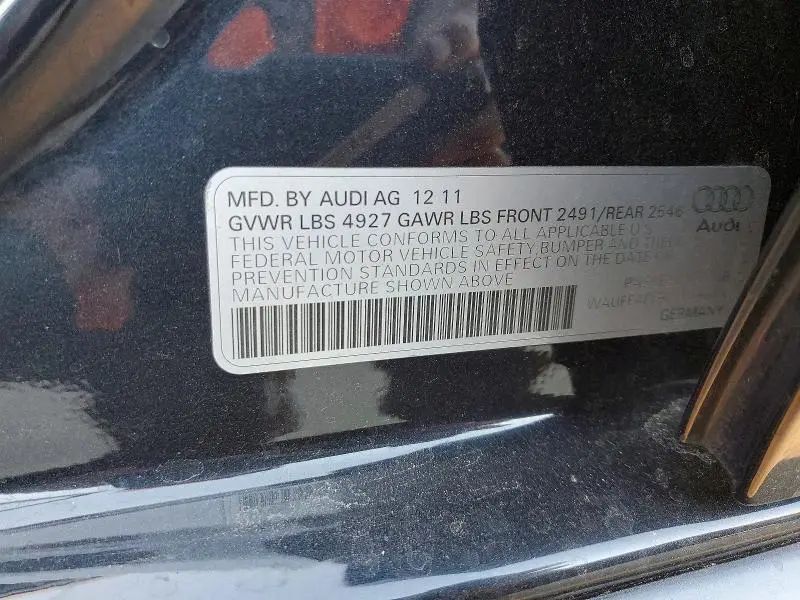 MFD. BY AUDI AG 12 11
GVWR LBS 4927 GAWR LBS FRONT 2491/REAR 2546
Audi
THIS VEHICLE CONFORMS TO ALL APPLICABLE U.S.
FEDERAL MOTOR VEHICLE SAFETY, BUMPER AND
PREVENTION STANDARDS IN EFFECT ON THE DATE OF
MANUFACTURE SHOWN ABOVE
GERMANY